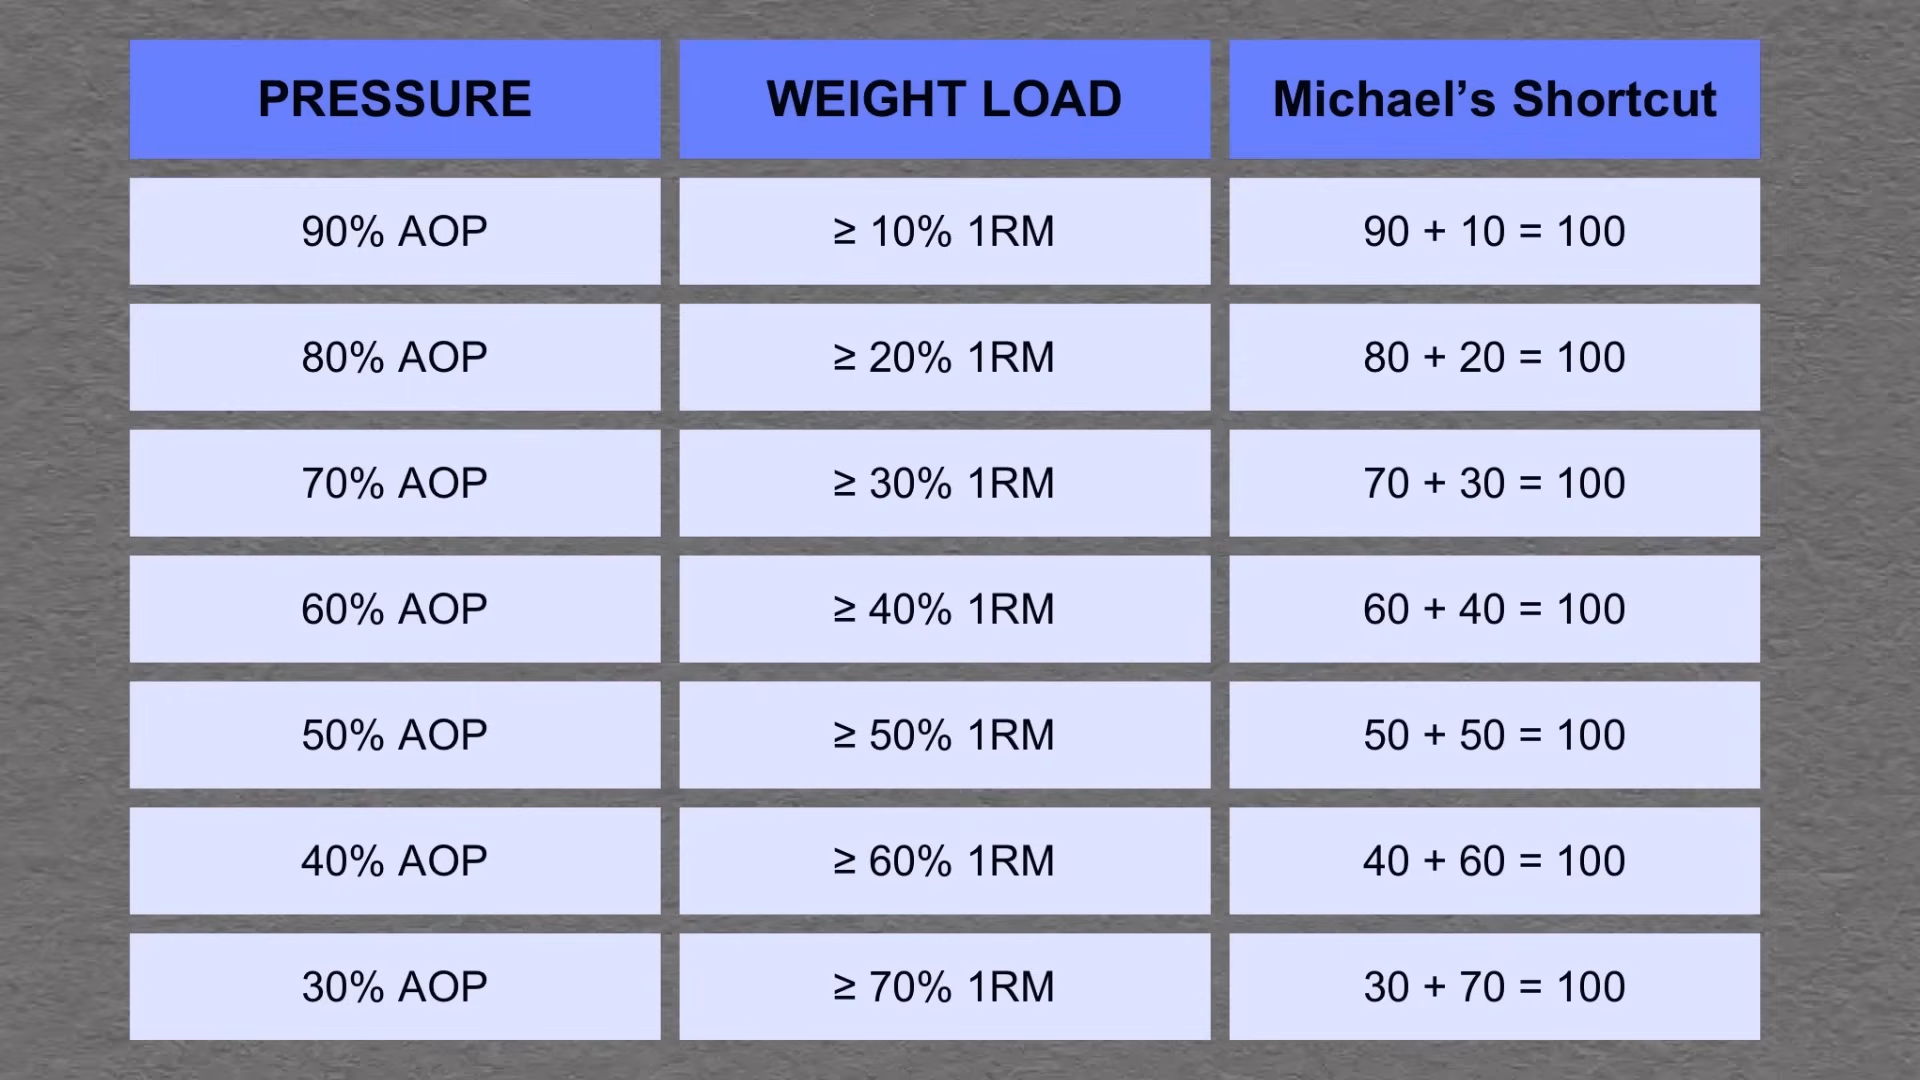 PRESSURE WEIGHT LOAD Michael’s Shortcut
90% AOP ≥ 10% 1RM 90 + 10 = 100
80% AOP ≥ 20% 1RM 80 + 20 = 100
70% AOP ≥ 30% 1RM 70 + 30 = 100
60% AOP ≥ 40% 1RM 60 + 40 = 100
50% AOP ≥ 50% 1RM 50 + 50 = 100
40% AOP ≥ 60% 1RM 40 + 60 = 100
30% AOP ≥ 70% 1RM 30 + 70 = 100